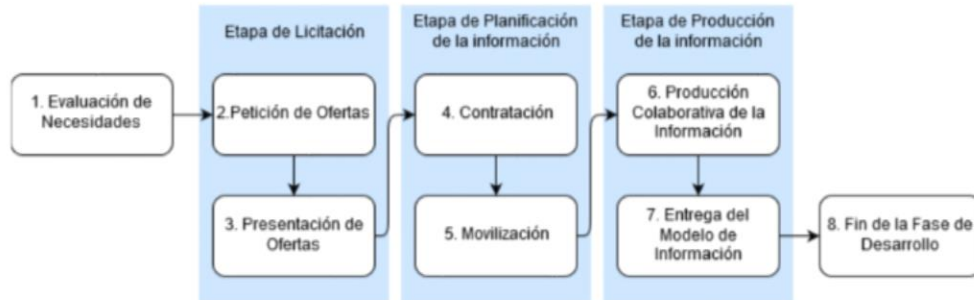 Etapa de Licitación
Etapa de Planificación
de la información
Etapa de Producción
de la información
1. Evaluación de
Necesidades
2.Petición de Ofertas
3. Presentación de
Ofertas
4. Contratación
5. Movilización
6. Producción
Colaborativa de la
Información
7. Entrega del
Modelo de
Información
8. Fin de la Fase de
Desarrollo